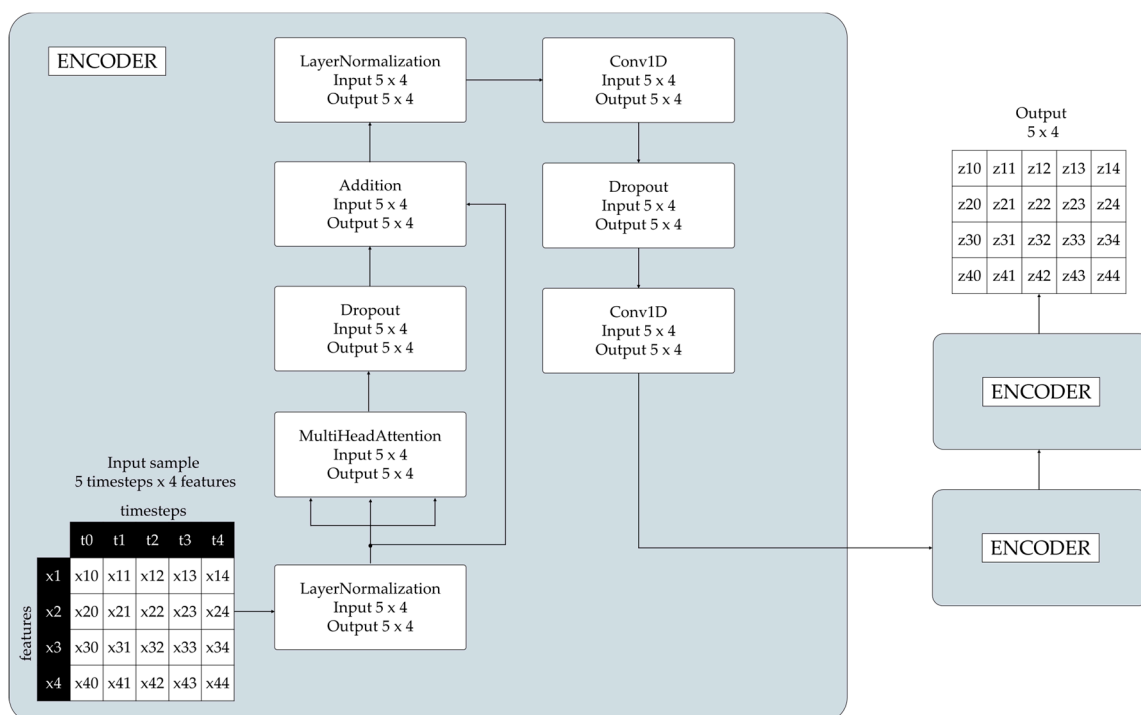 ENCODER
LayerNormalization
Input 5 x 4
Output 5 x 4
Conv1D
Input 5 x 4
Output 5 x 4
Addition
Input 5 x 4
Output 5 x 4
Dropout
Input 5 x 4
Output 5 x 4
Dropout
Input 5 x 4
Output 5 x 4
Conv1D
Input 5 x 4
Output 5 x 4
MultiHeadAttention
Input 5 x 4
Output 5 x 4
Input sample
5 timesteps x 4 features
timesteps
t0 t1 t2 t3 t4
features
x1 x10 x11 x12 x13 x14
x2 x20 x21 x22 x23 x24
x3 x30 x31 x32 x33 x34
x4 x40 x41 x42 x43 x44
LayerNormalization
Input 5 x 4
Output 5 x 4
Output
5 x 4
z10 z11 z12 z13 z14
z20 z21 z22 z23 z24
z30 z31 z32 z33 z34
z40 z41 z42 z43 z44
ENCODER
ENCODER